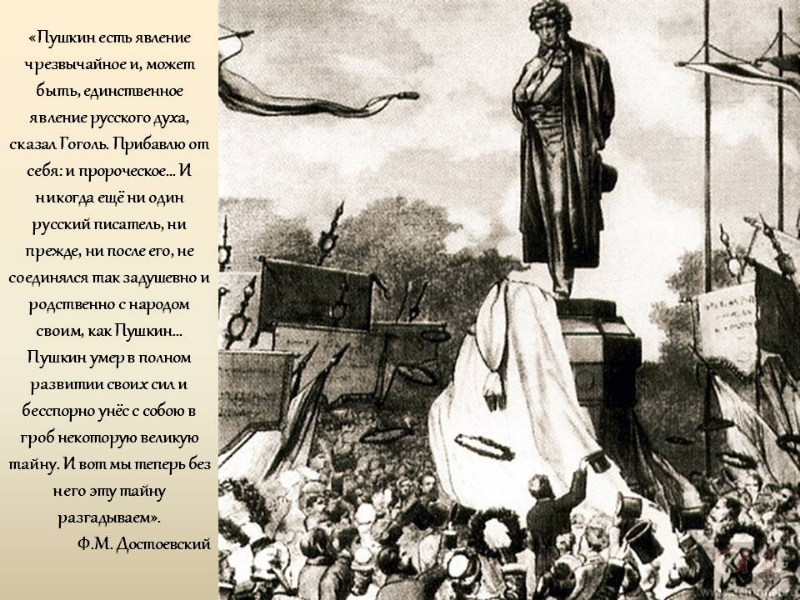 «Пушкин есть явление
чрезвычайное и, может
быть, единственное
явление русского духа,
сказал Гоголь. Прибавлю от
себя: и пророческое... И
никогда ещё ни один
русский писатель, ни
прежде, ни после его, не
соединялся так задушевно и
родственно с народом
своим, как Пушкин...
Пушкин умер в полном
развитии своих сил и
бесспорно унёс с собою в
гроб некоторую великую
тайну. И вот мы теперь без
него эту тайну
разгадываем».
Ф.М. Достоевский